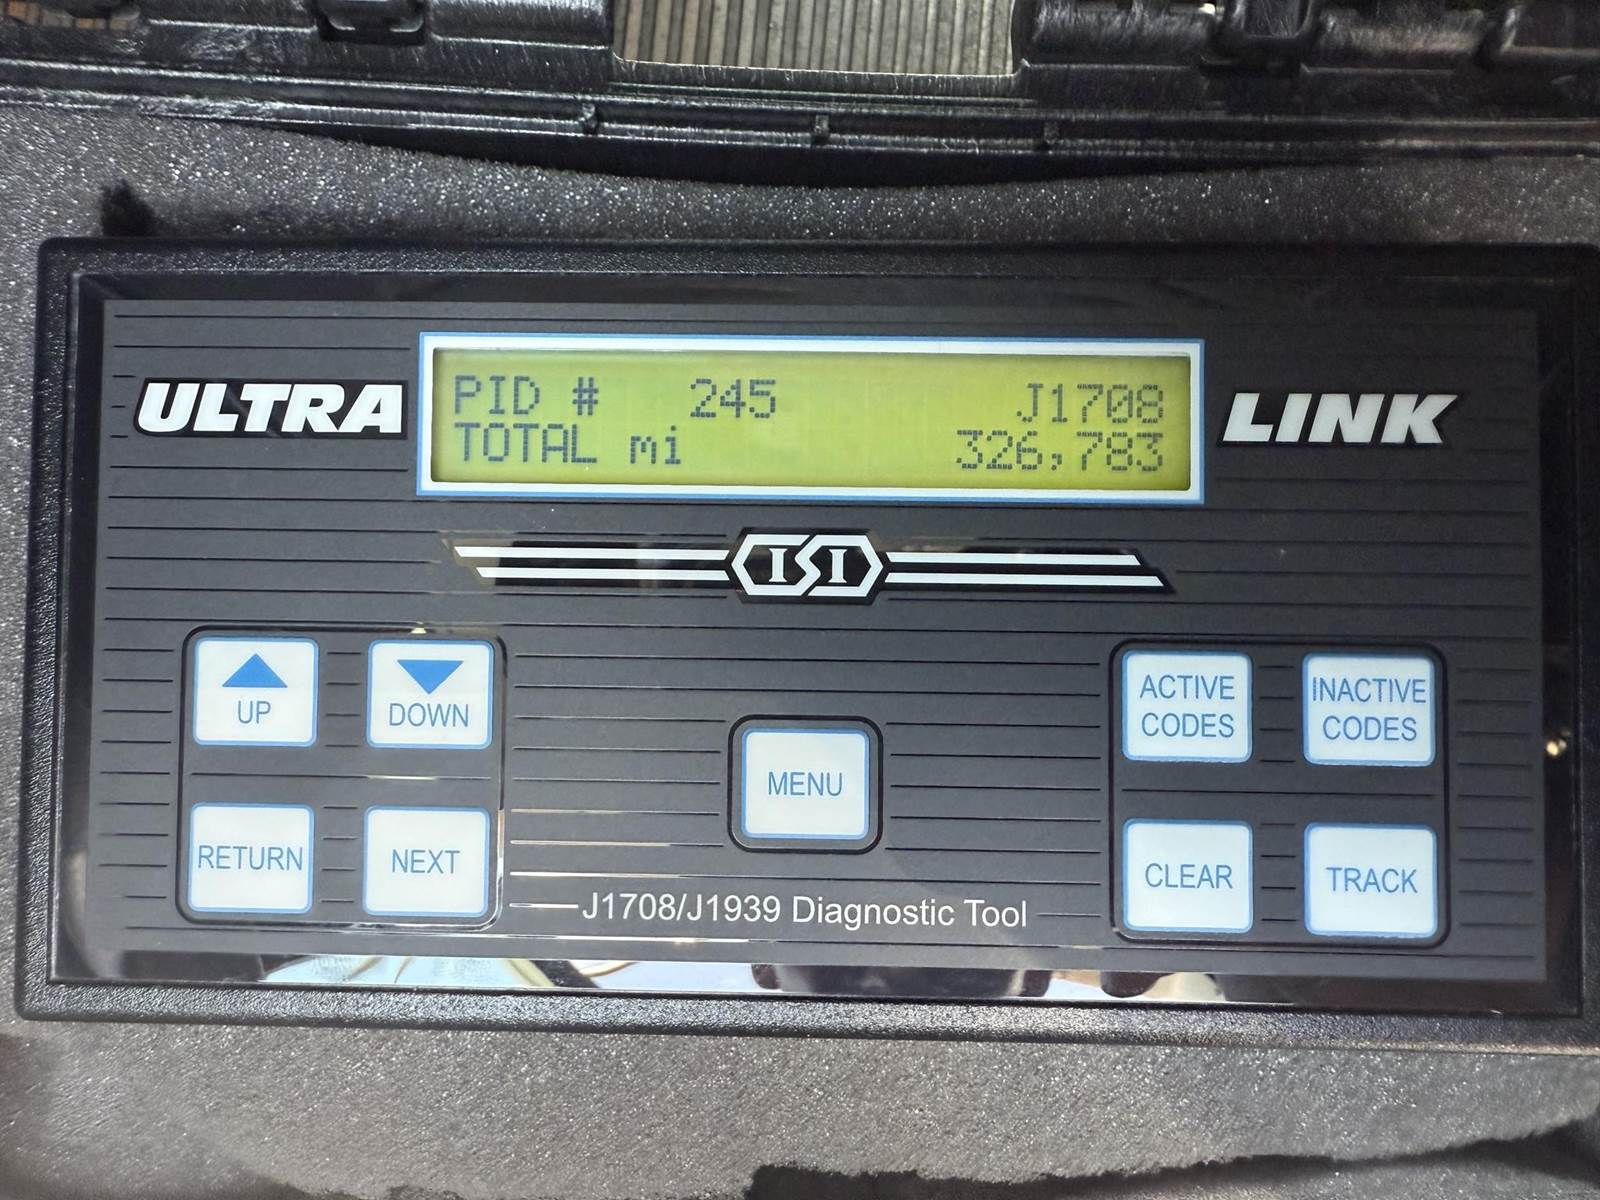 ULTRA
PID # 245 J1708
TOTAL mi 326,783
LINK
ISI
UP
DOWN
RETURN
NEXT
MENU
ACTIVE
CODES
INACTIVE
CODES
CLEAR
TRACK
J1708/J1939 Diagnostic Tool